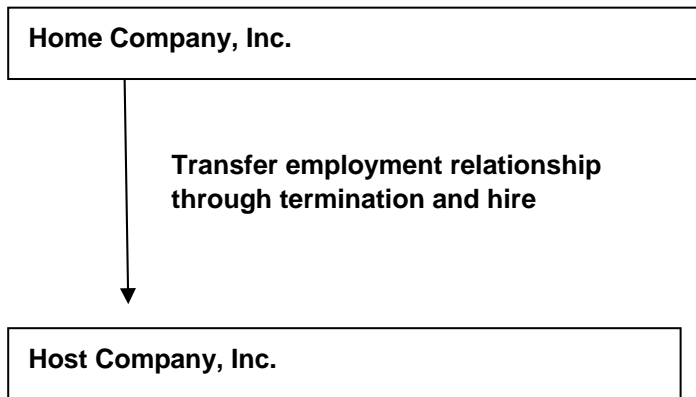 Home Company, Inc.
Transfer employment relationship
through termination and hire
Host Company, Inc.